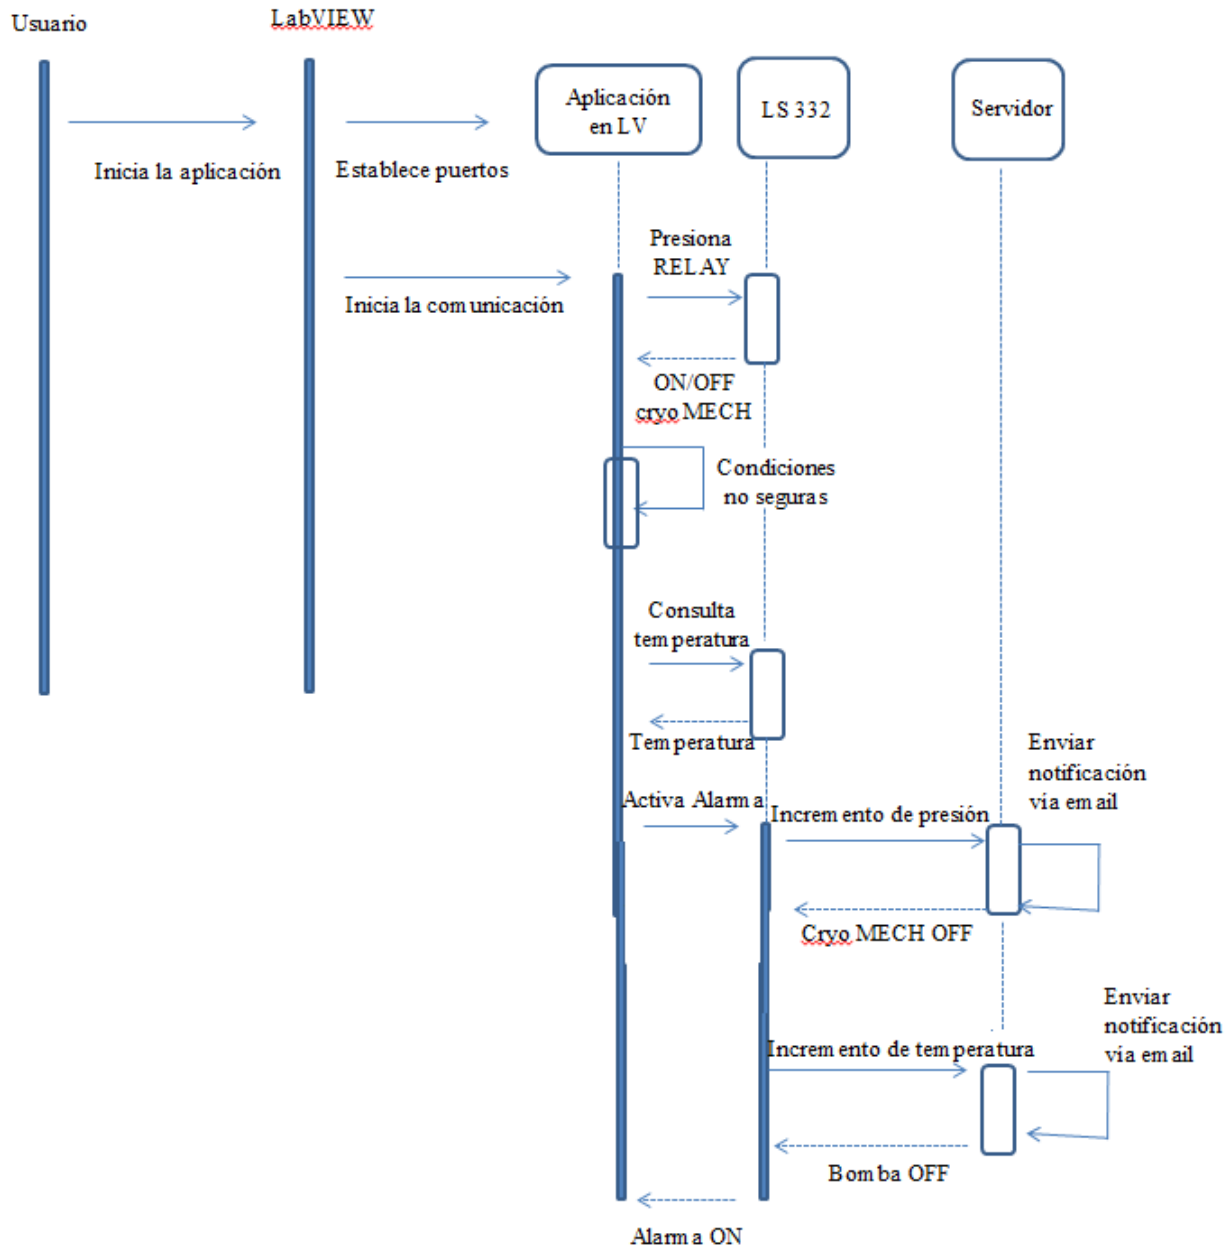 Usuario
LabVIEW
Aplicación
en LV
LS 332
Servidor
Inicia la aplicación
Establece puertos
Presiona
RELAY
Inicia la comunicación
ON/OFF
cryo MECH
Condiciones
no seguras
Consulta
temperatura
Temperatura
Enviar
notificación
vía email
Activa Alarma
Incremento de presión
Cryo MECH OFF
Enviar
notificación
vía email
Incremento de temperatura
Bomba OFF
Alarma ON